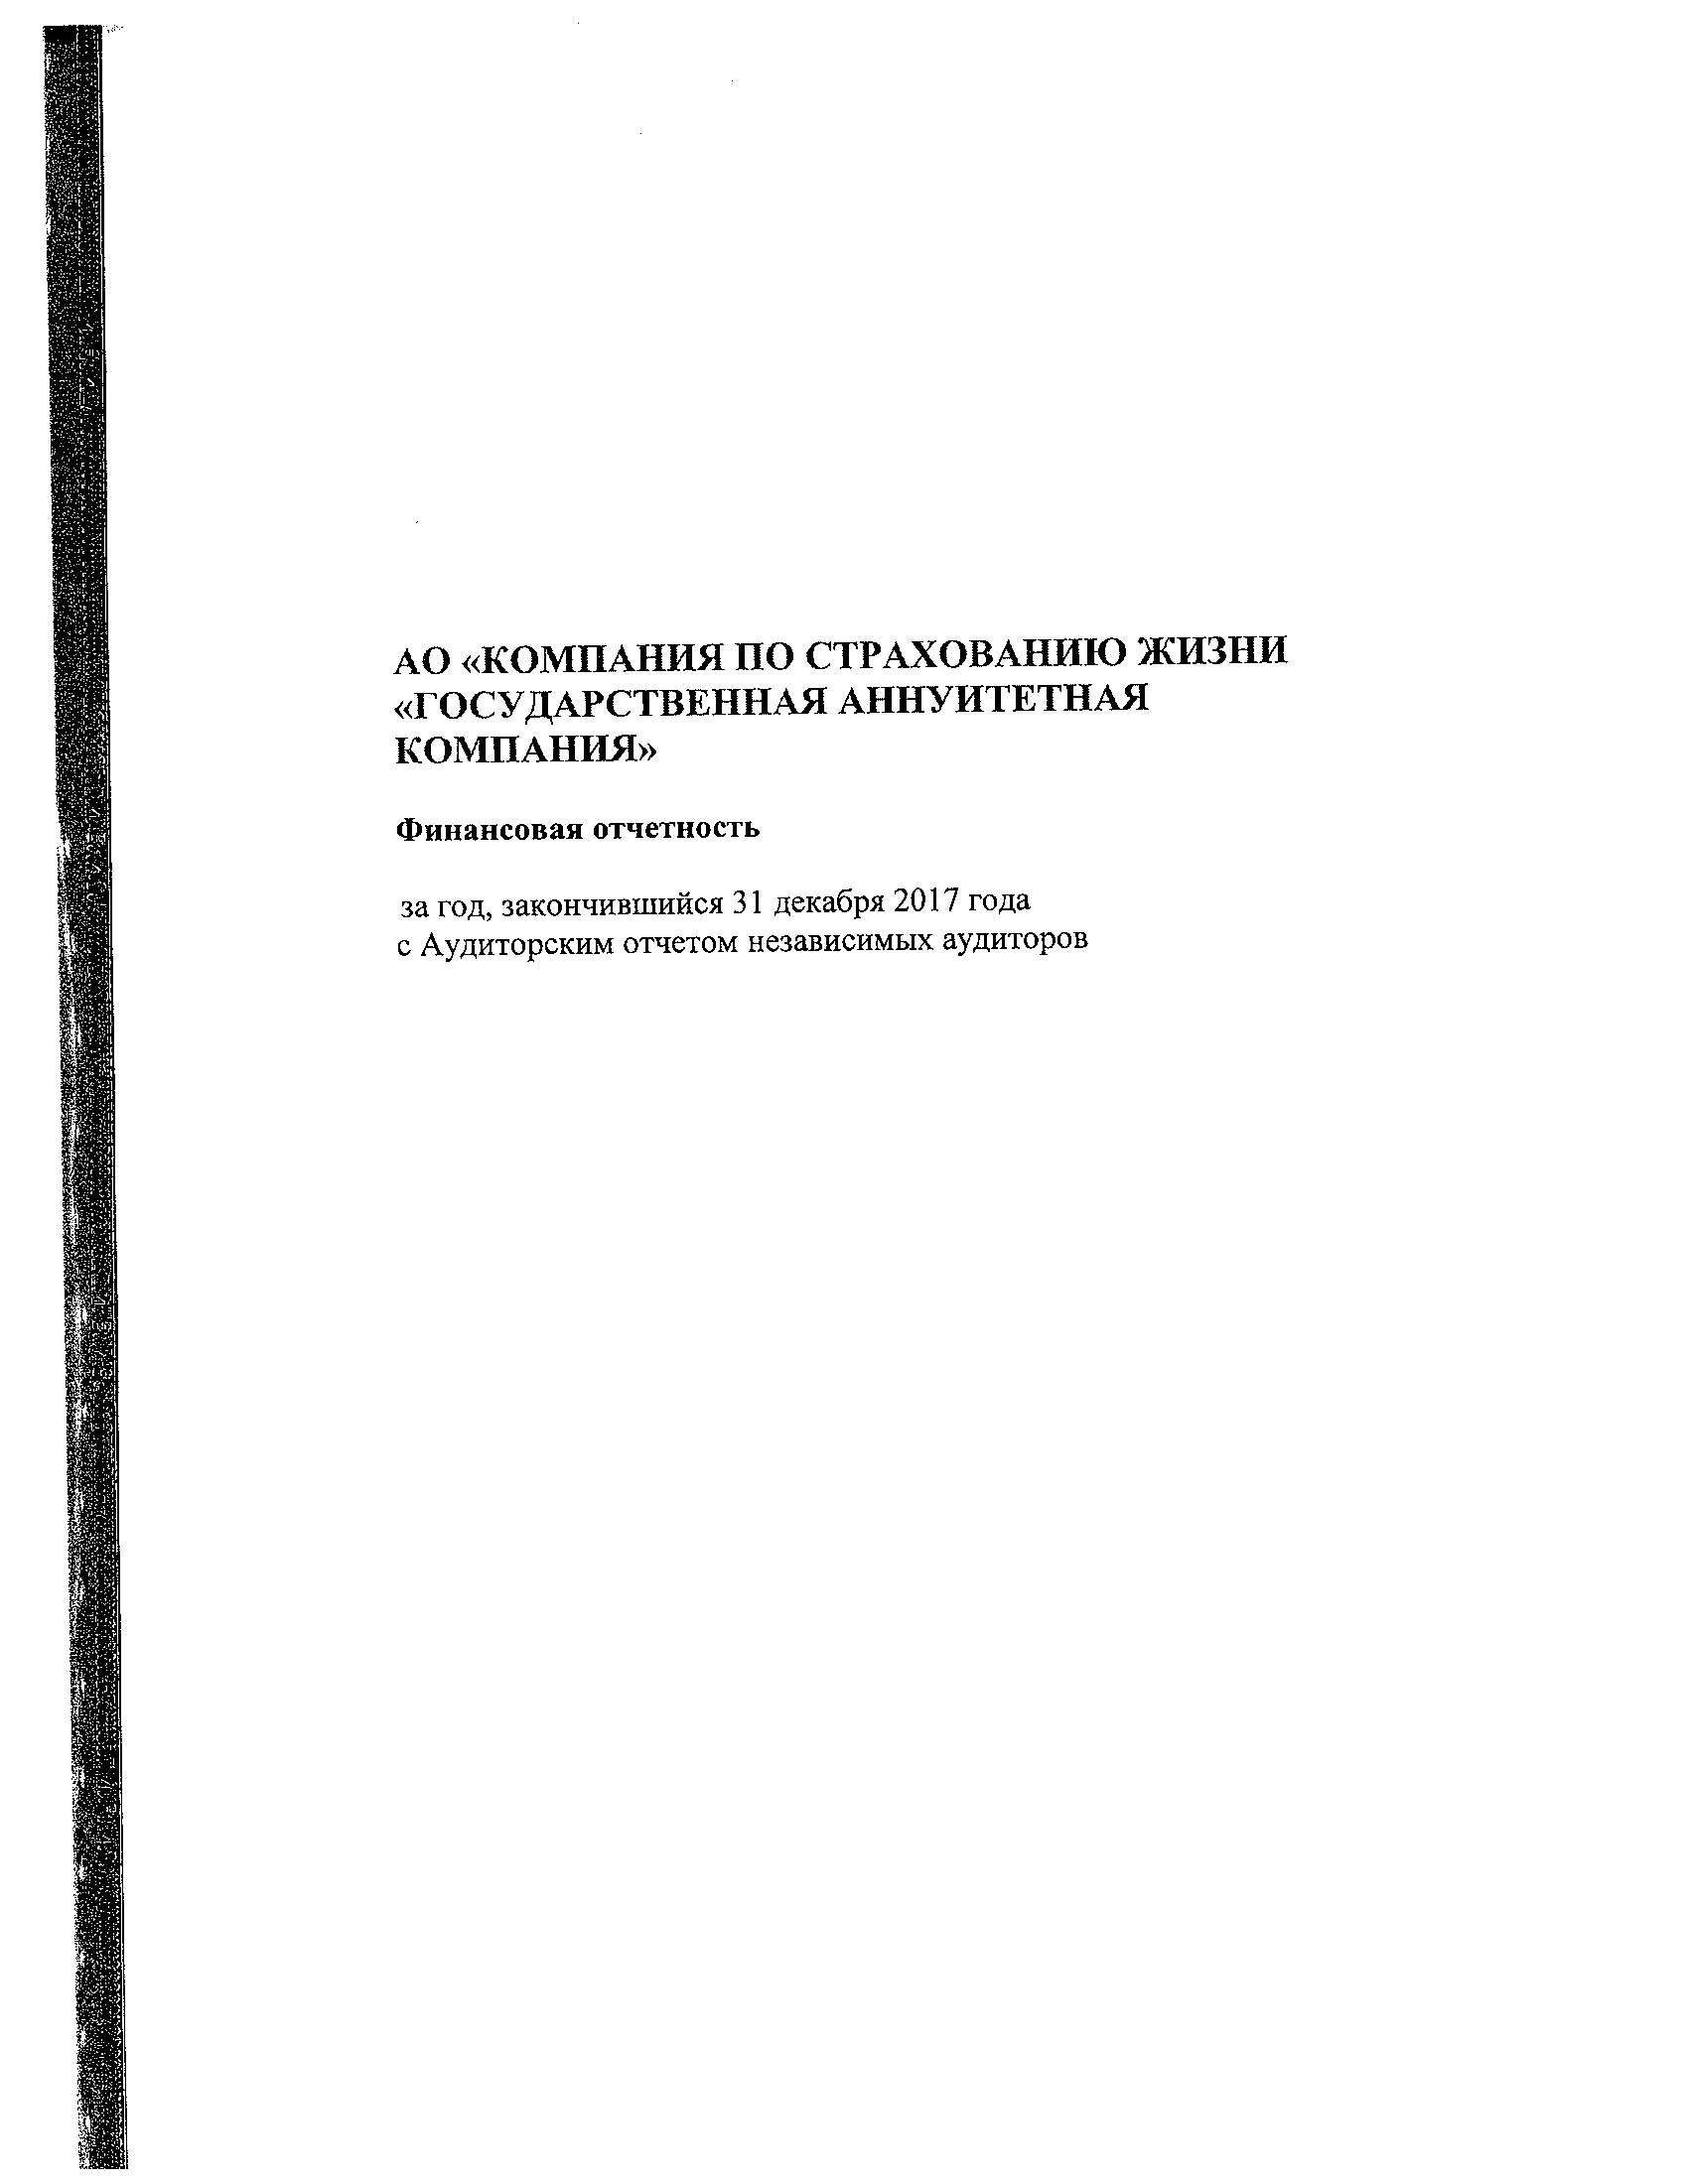 АО «КОМПАНИЯ ПО СТРАХОВАНИЮ ЖИЗНИ
«ГОСУДАРСТВЕННАЯ АННУИТЕТНАЯ
КОМПАНИЯ»
Финансовая отчетность
за год, закончившийся 31 декабря 2017 года
с Аудиторским отчетом независимых аудиторов